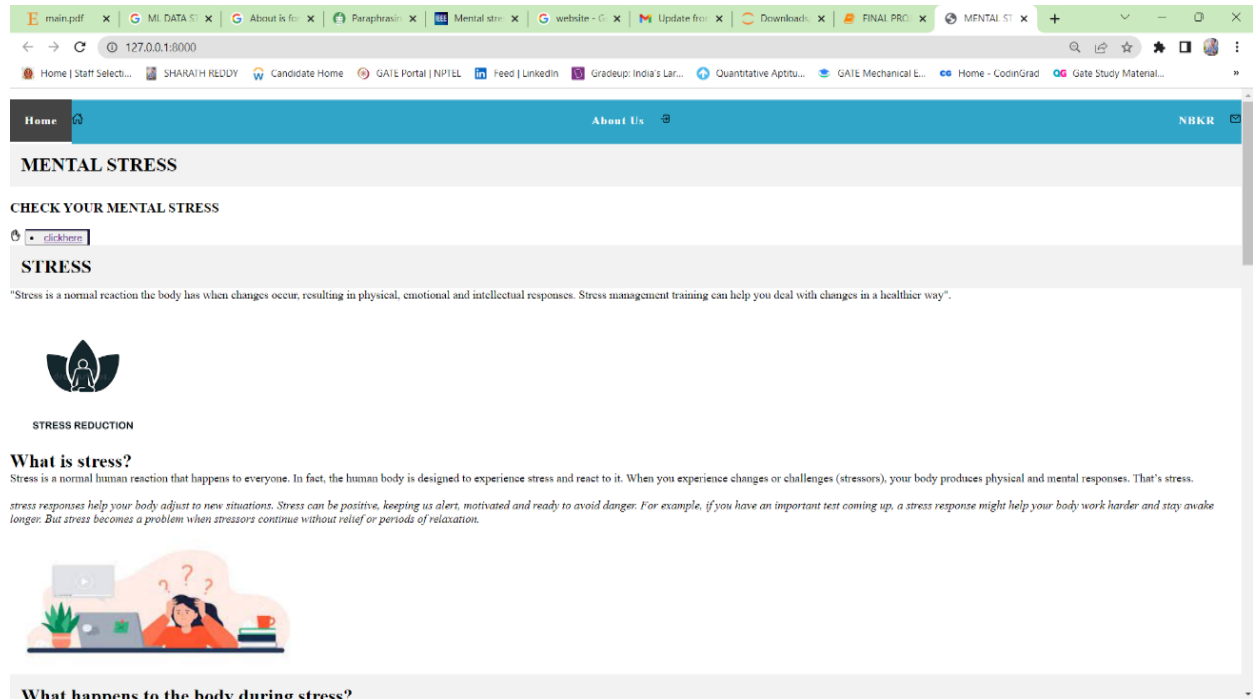 main.pdf ML DATA ST About is for Paraphrasin Mental stre website - G Update fron Downloads, FINAL PRO MENTAL ST
127.0.0.1:8000
Home | Staff Selecti... SHARATH REDDY Candidate Home GATE Portal | NPTEL Feed | LinkedIn Gradeup: India's Lar... Quantitative Aptitu... GATE Mechanical E... Home - CodinGrad Gate Study Material...
Home About Us NBKR
MENTAL STRESS
CHECK YOUR MENTAL STRESS
• clickhere
STRESS
"Stress is a normal reaction the body has when changes occur, resulting in physical, emotional and intellectual responses. Stress management training can help you deal with changes in a healthier way".
STRESS REDUCTION
What is stress?
Stress is a normal human reaction that happens to everyone. In fact, the human body is designed to experience stress and react to it. When you experience changes or challenges (stressors), your body produces physical and mental responses. That's stress.
stress responses help your body adjust to new situations. Stress can be positive, keeping us alert, motivated and ready to avoid danger. For example, if you have an important test coming up, a stress response might help your body work harder and stay awake
longer. But stress becomes a problem when stressors continue without relief or periods of relaxation.
What happens to the body during stress?